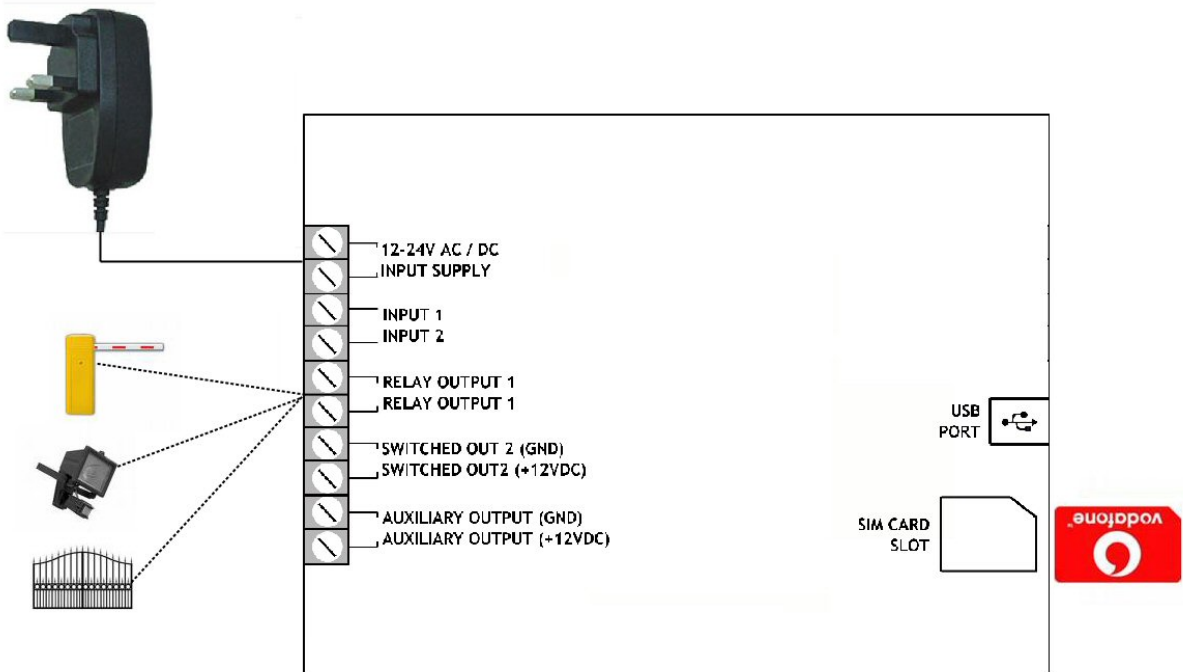 12-24V AC / DC
INPUT SUPPLY
INPUT 1
INPUT 2
RELAY OUTPUT 1
RELAY OUTPUT 1
SWITCHED OUT 2 (GND)
SWITCHED OUT2 (+12VDC)
AUXILIARY OUTPUT (GND)
AUXILIARY OUTPUT (+12VDC)
USB
PORT
SIM CARD
SLOT
vodafone™